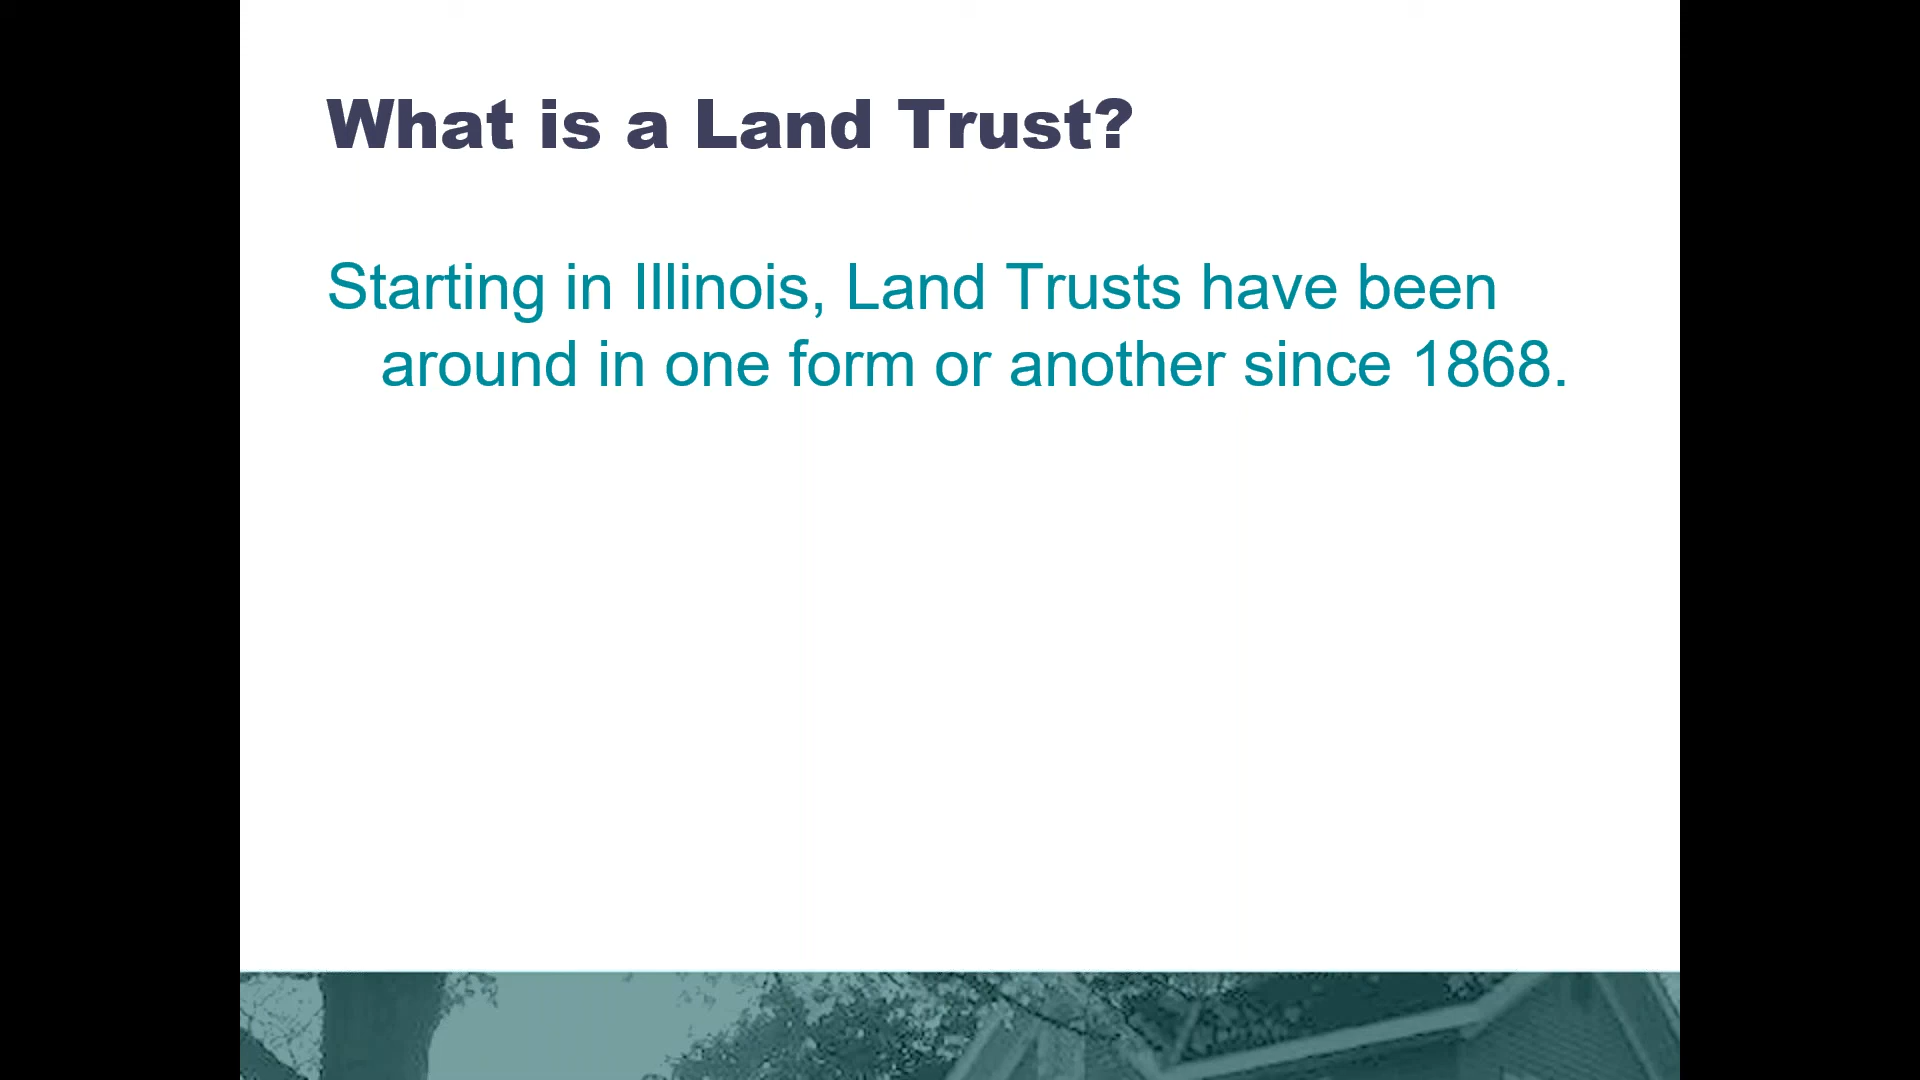 What is a Land Trust?
Starting in Illinois, Land Trusts have been
around in one form or another since 1868.